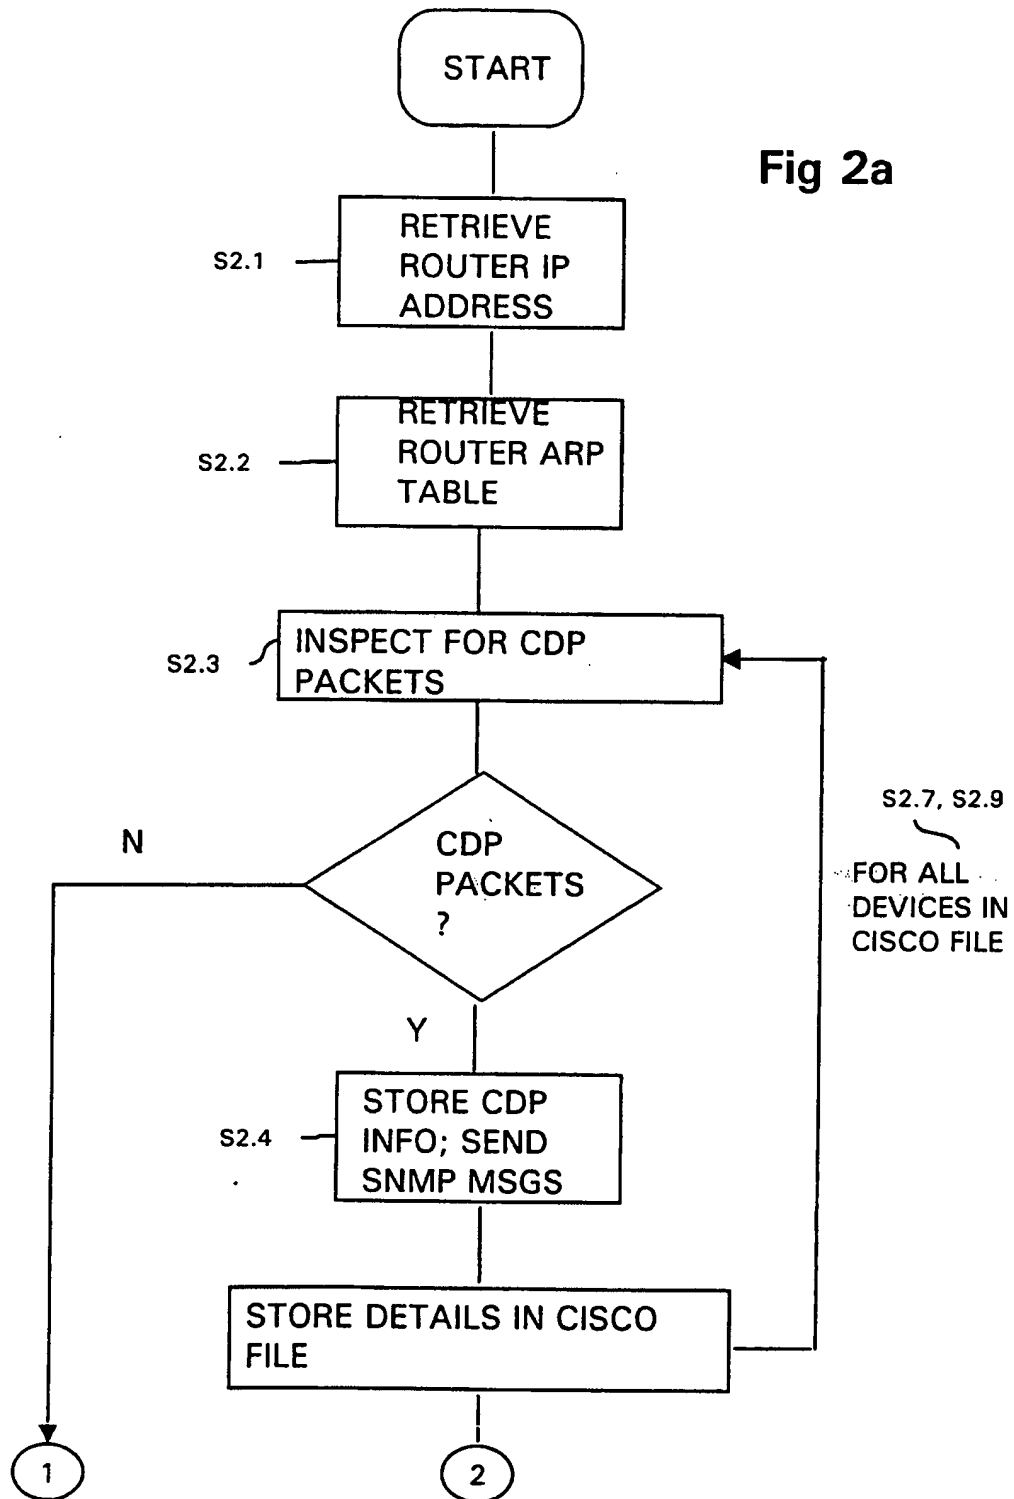 START
Fig 2a
S2.1
RETRIEVE
ROUTER IP
ADDRESS
S2.2
RETRIEVE
ROUTER ARP
TABLE
S2.3
INSPECT FOR CDP
PACKETS
S2.7, S2.9
FOR ALL
DEVICES IN
CISCO FILE
N
CDP
PACKETS
?
Y
S2.4
STORE CDP
INFO; SEND
SNMP MSGS
STORE DETAILS IN CISCO
FILE
1
2